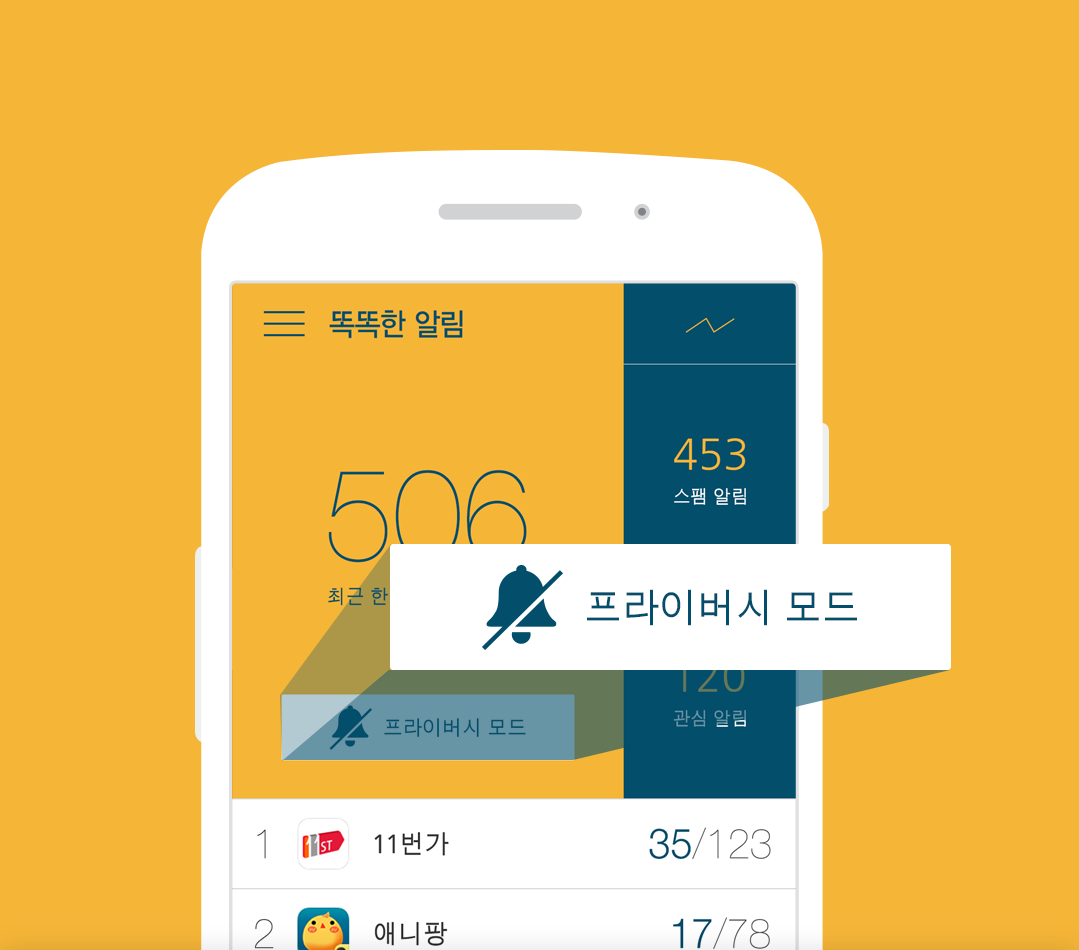 똑똑한 알림
506
최근 한
453
스팸 알림
프라이버시 모드
120
관심 알림
프라이버시 모드
1 11ST 11번가 35/123
2 애니팡 17/78